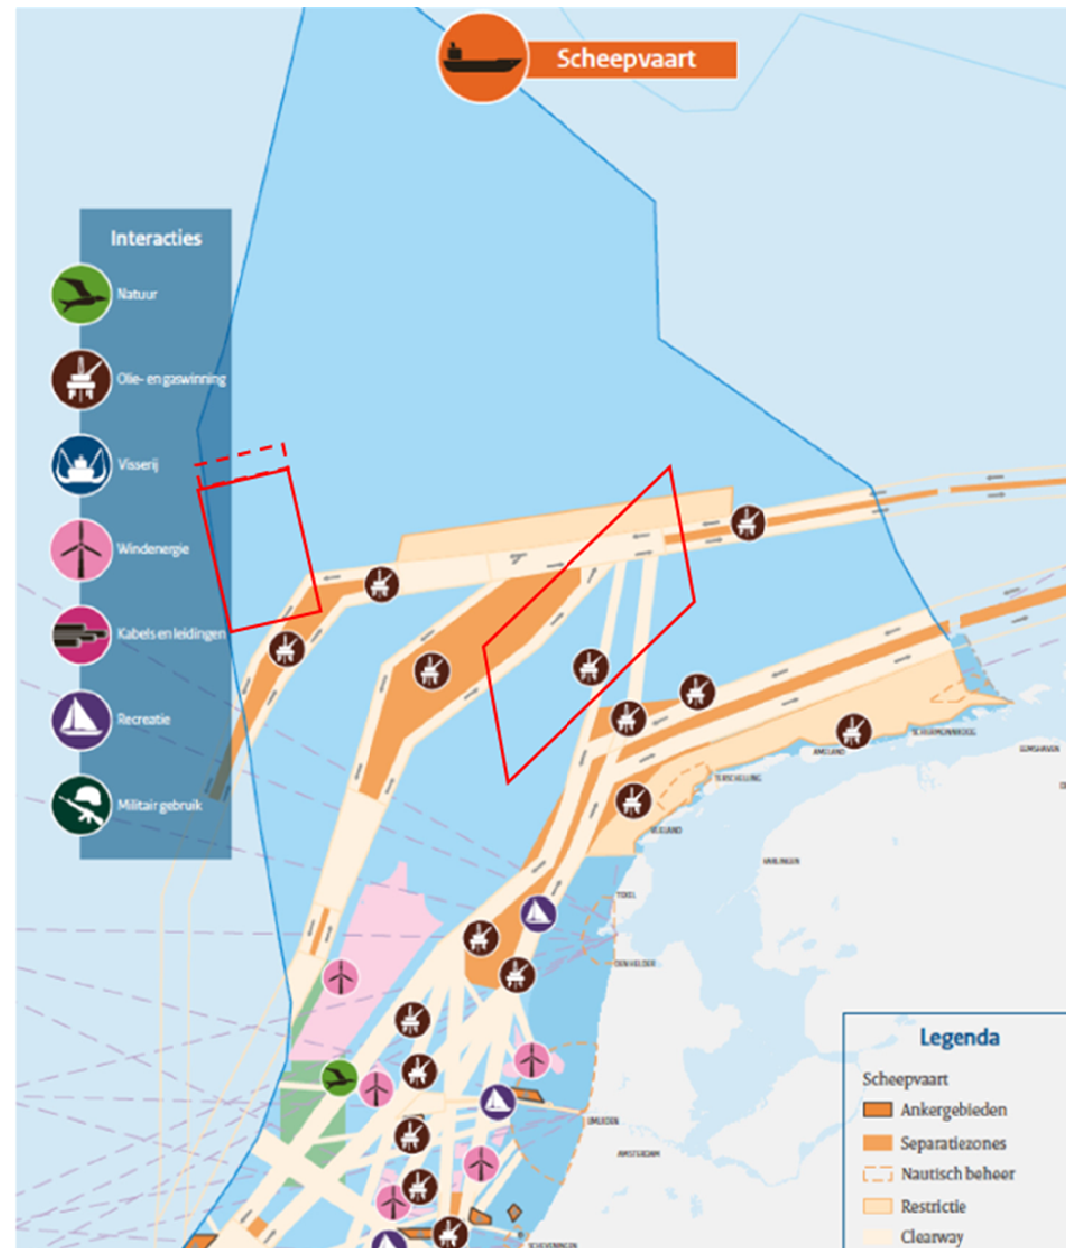 Scheepvaart
Interacties
Natuur
Olie- en gaswinning
Visserij
Windenergie
Kabels en leidingen
Recreatie
Militair gebruik
SCHIERMONNIKOOG
AMELAND
EEMSHAVEN
TERSCHELLING
VLIELAND
HARLINGEN
TEXEL
DEN HELDER
IJMUIDEN
AMSTERDAM
SCHEVENINGEN
Legenda
Scheepvaart
Ankergebieden
Separatiezones
Nautisch beheer
Restrictie
Clearway